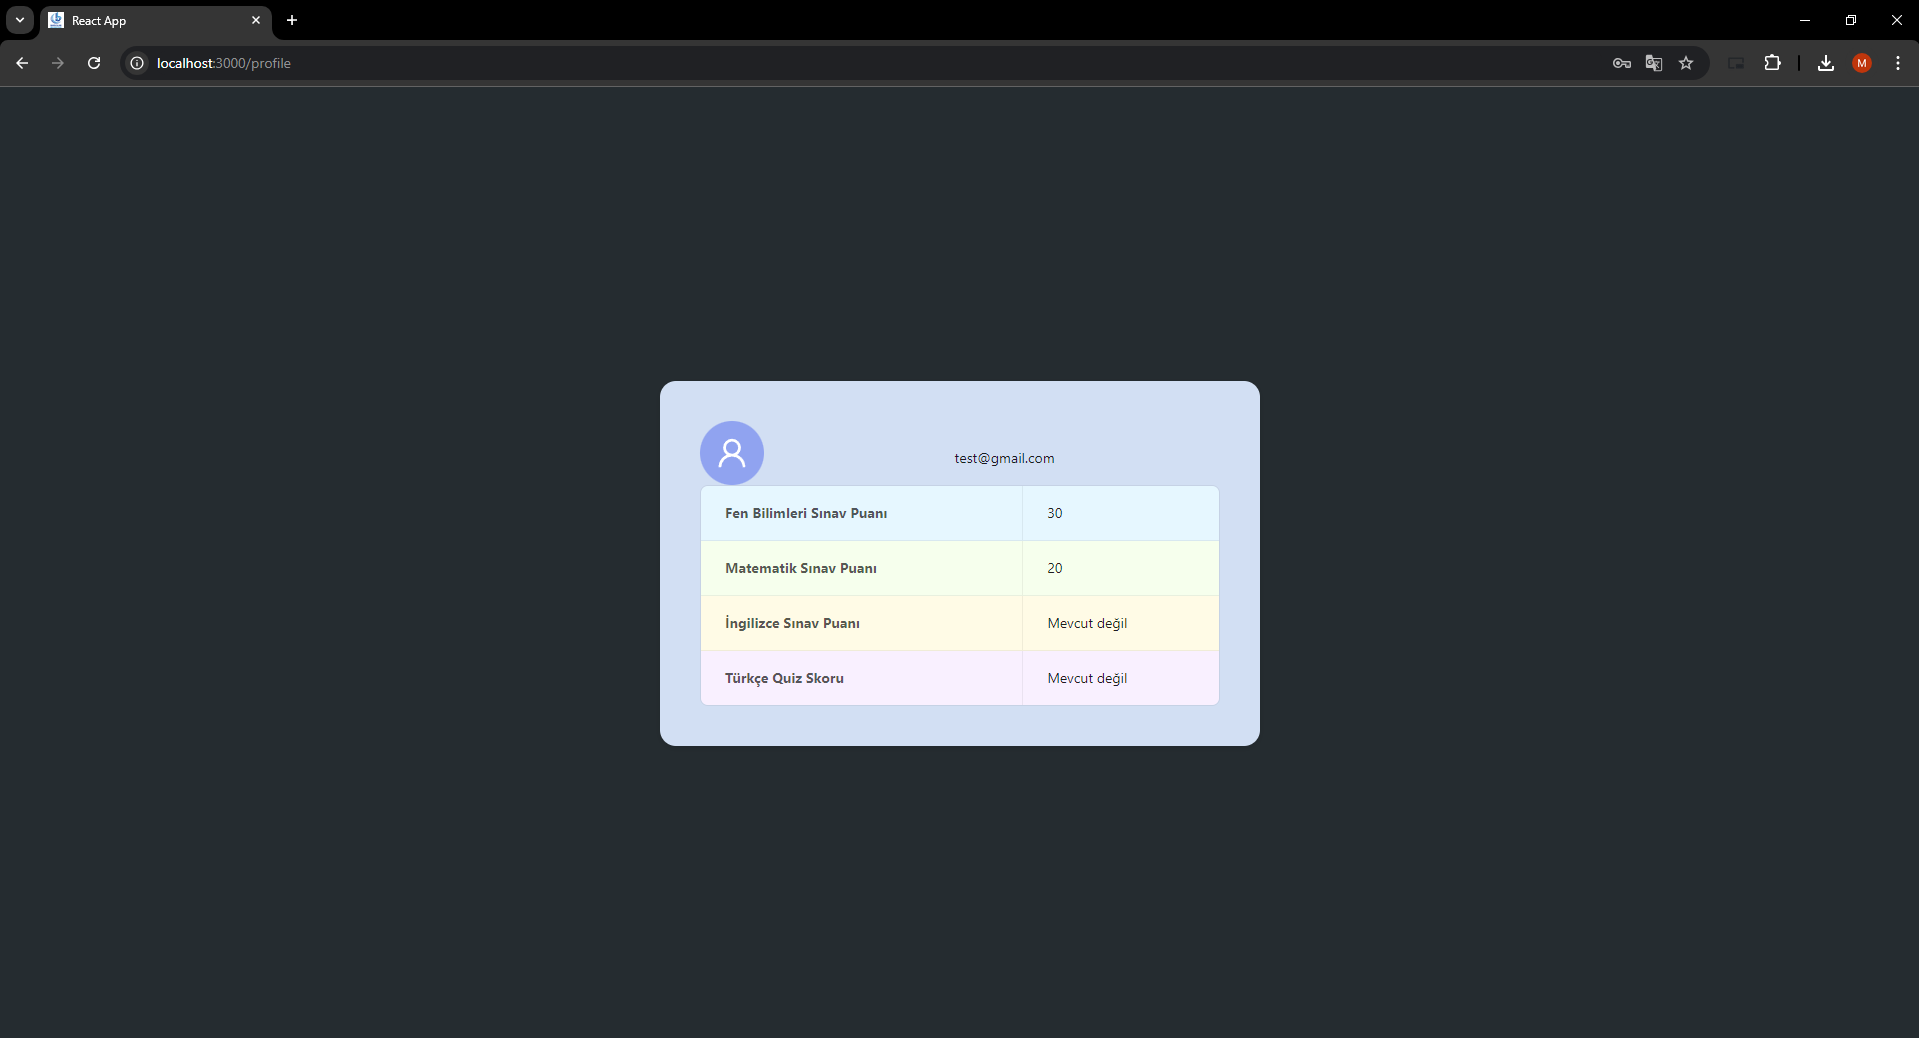 React App
localhost:3000/profile
M
test@gmail.com
Fen Bilimleri Sınav Puanı 30
Matematik Sınav Puanı 20
İngilizce Sınav Puanı Mevcut değil
Türkçe Quiz Skoru Mevcut değil